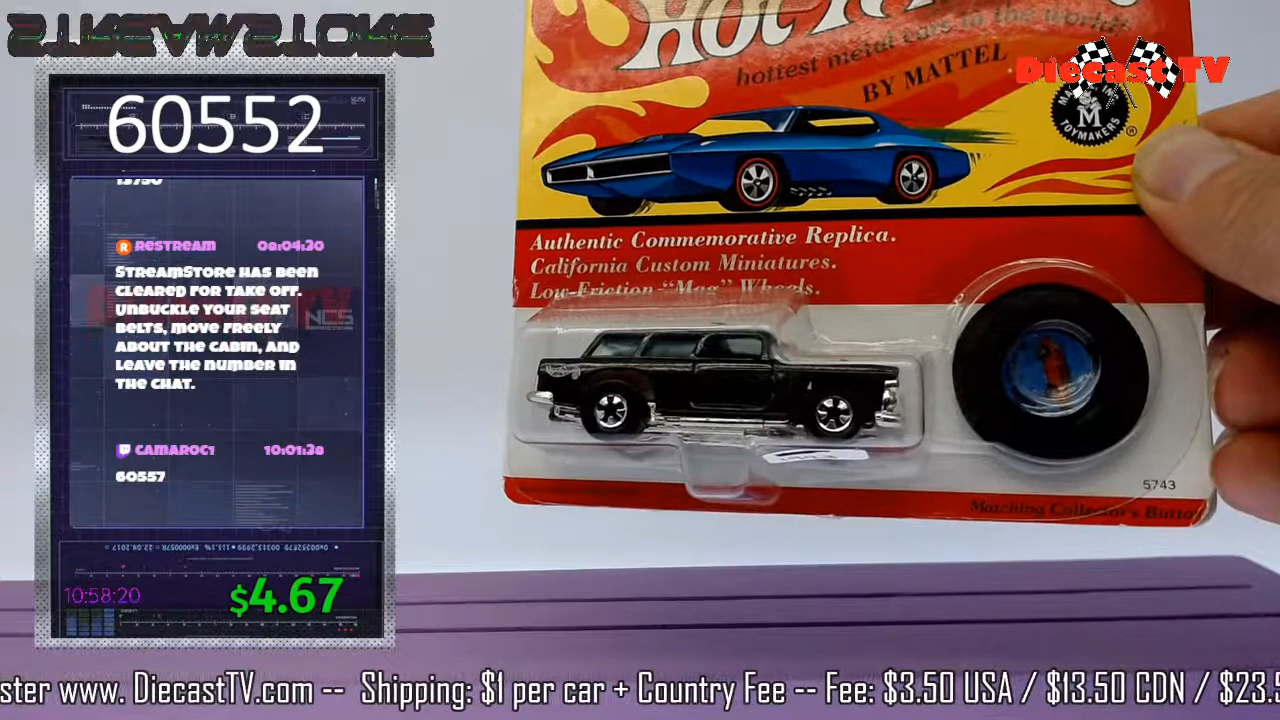 60552
13750
Restream 08:04:20
StreamStore has been
cleared for take off.
Unbuckle your seat
belts, move freely
about the cabin, and
leave the number in
the chat.
camaroc1 10:01:28
60557
10:58:20
$4.67
hottest metal cars in the world!
BY MATTEL
Diecast TV
TOYMAKERS
Authentic Commemorative Replica.
California Custom Miniatures.
Low-Friction "Mag" Wheels.
5743
Matching Collector's Button
ster www. DiecastTV.com -- Shipping: $1 per car + Country Fee -- Fee: $3.50 USA / $13.50 CDN / $23.5